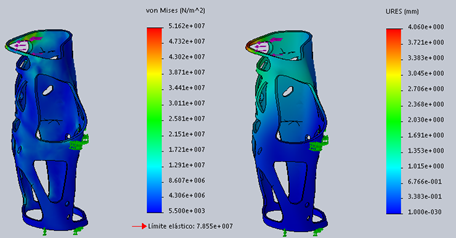 von Mises (N/m^2)
5.162e+007
4.732e+007
4.302e+007
3.871e+007
3.441e+007
3.011e+007
2.581e+007
2.151e+007
1.721e+007
1.291e+007
8.607e+006
4.306e+006
5.500e+003
Límite elástico: 7.855e+007
URES (mm)
4.060e+000
3.721e+000
3.383e+000
3.045e+000
2.706e+000
2.368e+000
2.030e+000
1.691e+000
1.353e+000
1.015e+000
6.766e-001
3.383e-001
1.000e-030